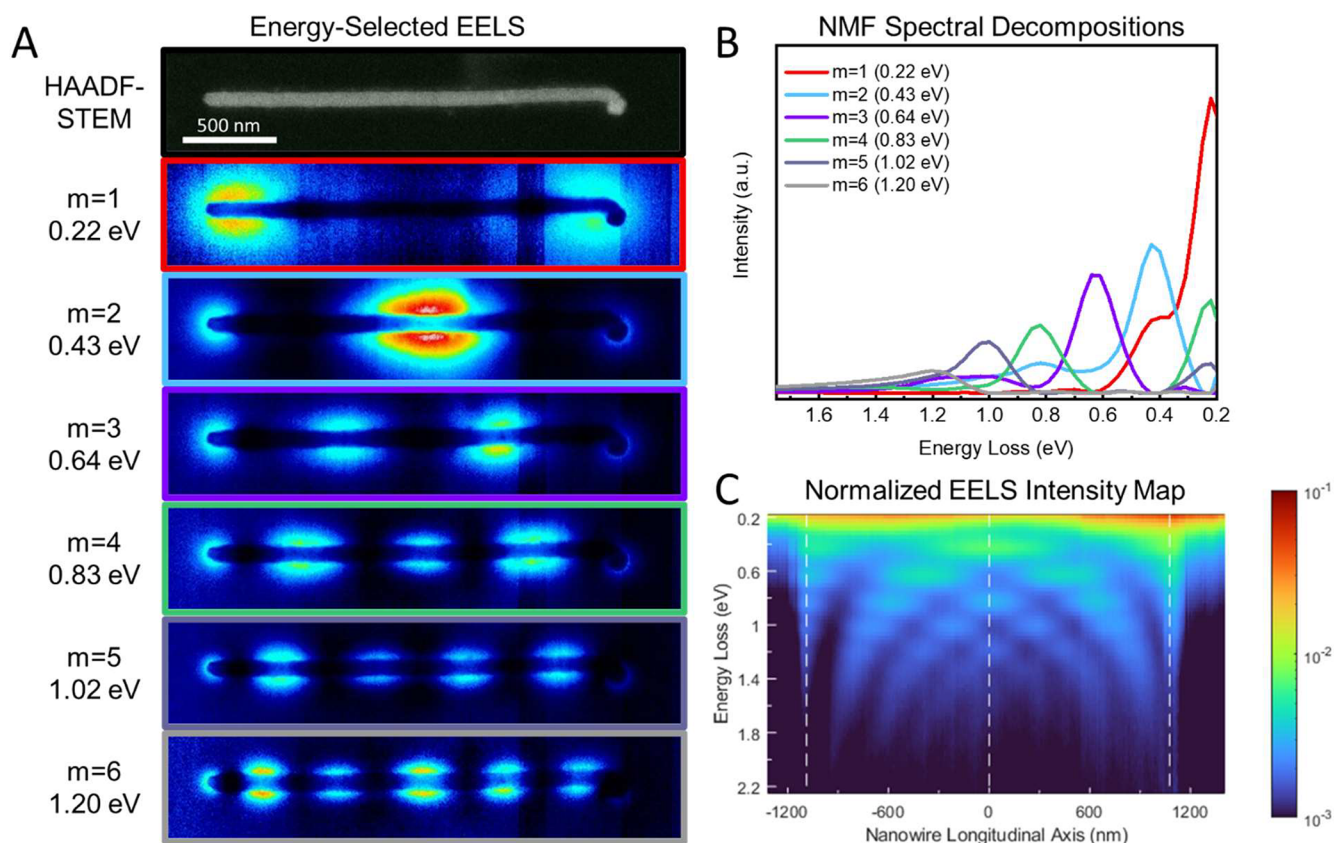 A
Energy-Selected EELS
HAADF-
STEM
500 nm
m=1
0.22 eV
m=2
0.43 eV
m=3
0.64 eV
m=4
0.83 eV
m=5
1.02 eV
m=6
1.20 eV
B
NMF Spectral Decompositions
m=1 (0.22 eV)
m=2 (0.43 eV)
m=3 (0.64 eV)
m=4 (0.83 eV)
m=5 (1.02 eV)
m=6 (1.20 eV)
Intensity (a.u.)
1.6 1.4 1.2 1.0 0.8 0.6 0.4 0.2
Energy Loss (eV)
C
Normalized EELS Intensity Map
Energy Loss (eV)
0.2
0.6
1
1.4
1.8
2.2
-1200 -600 0 600 1200
Nanowire Longitudinal Axis (nm)
10-1
10-2
10-3